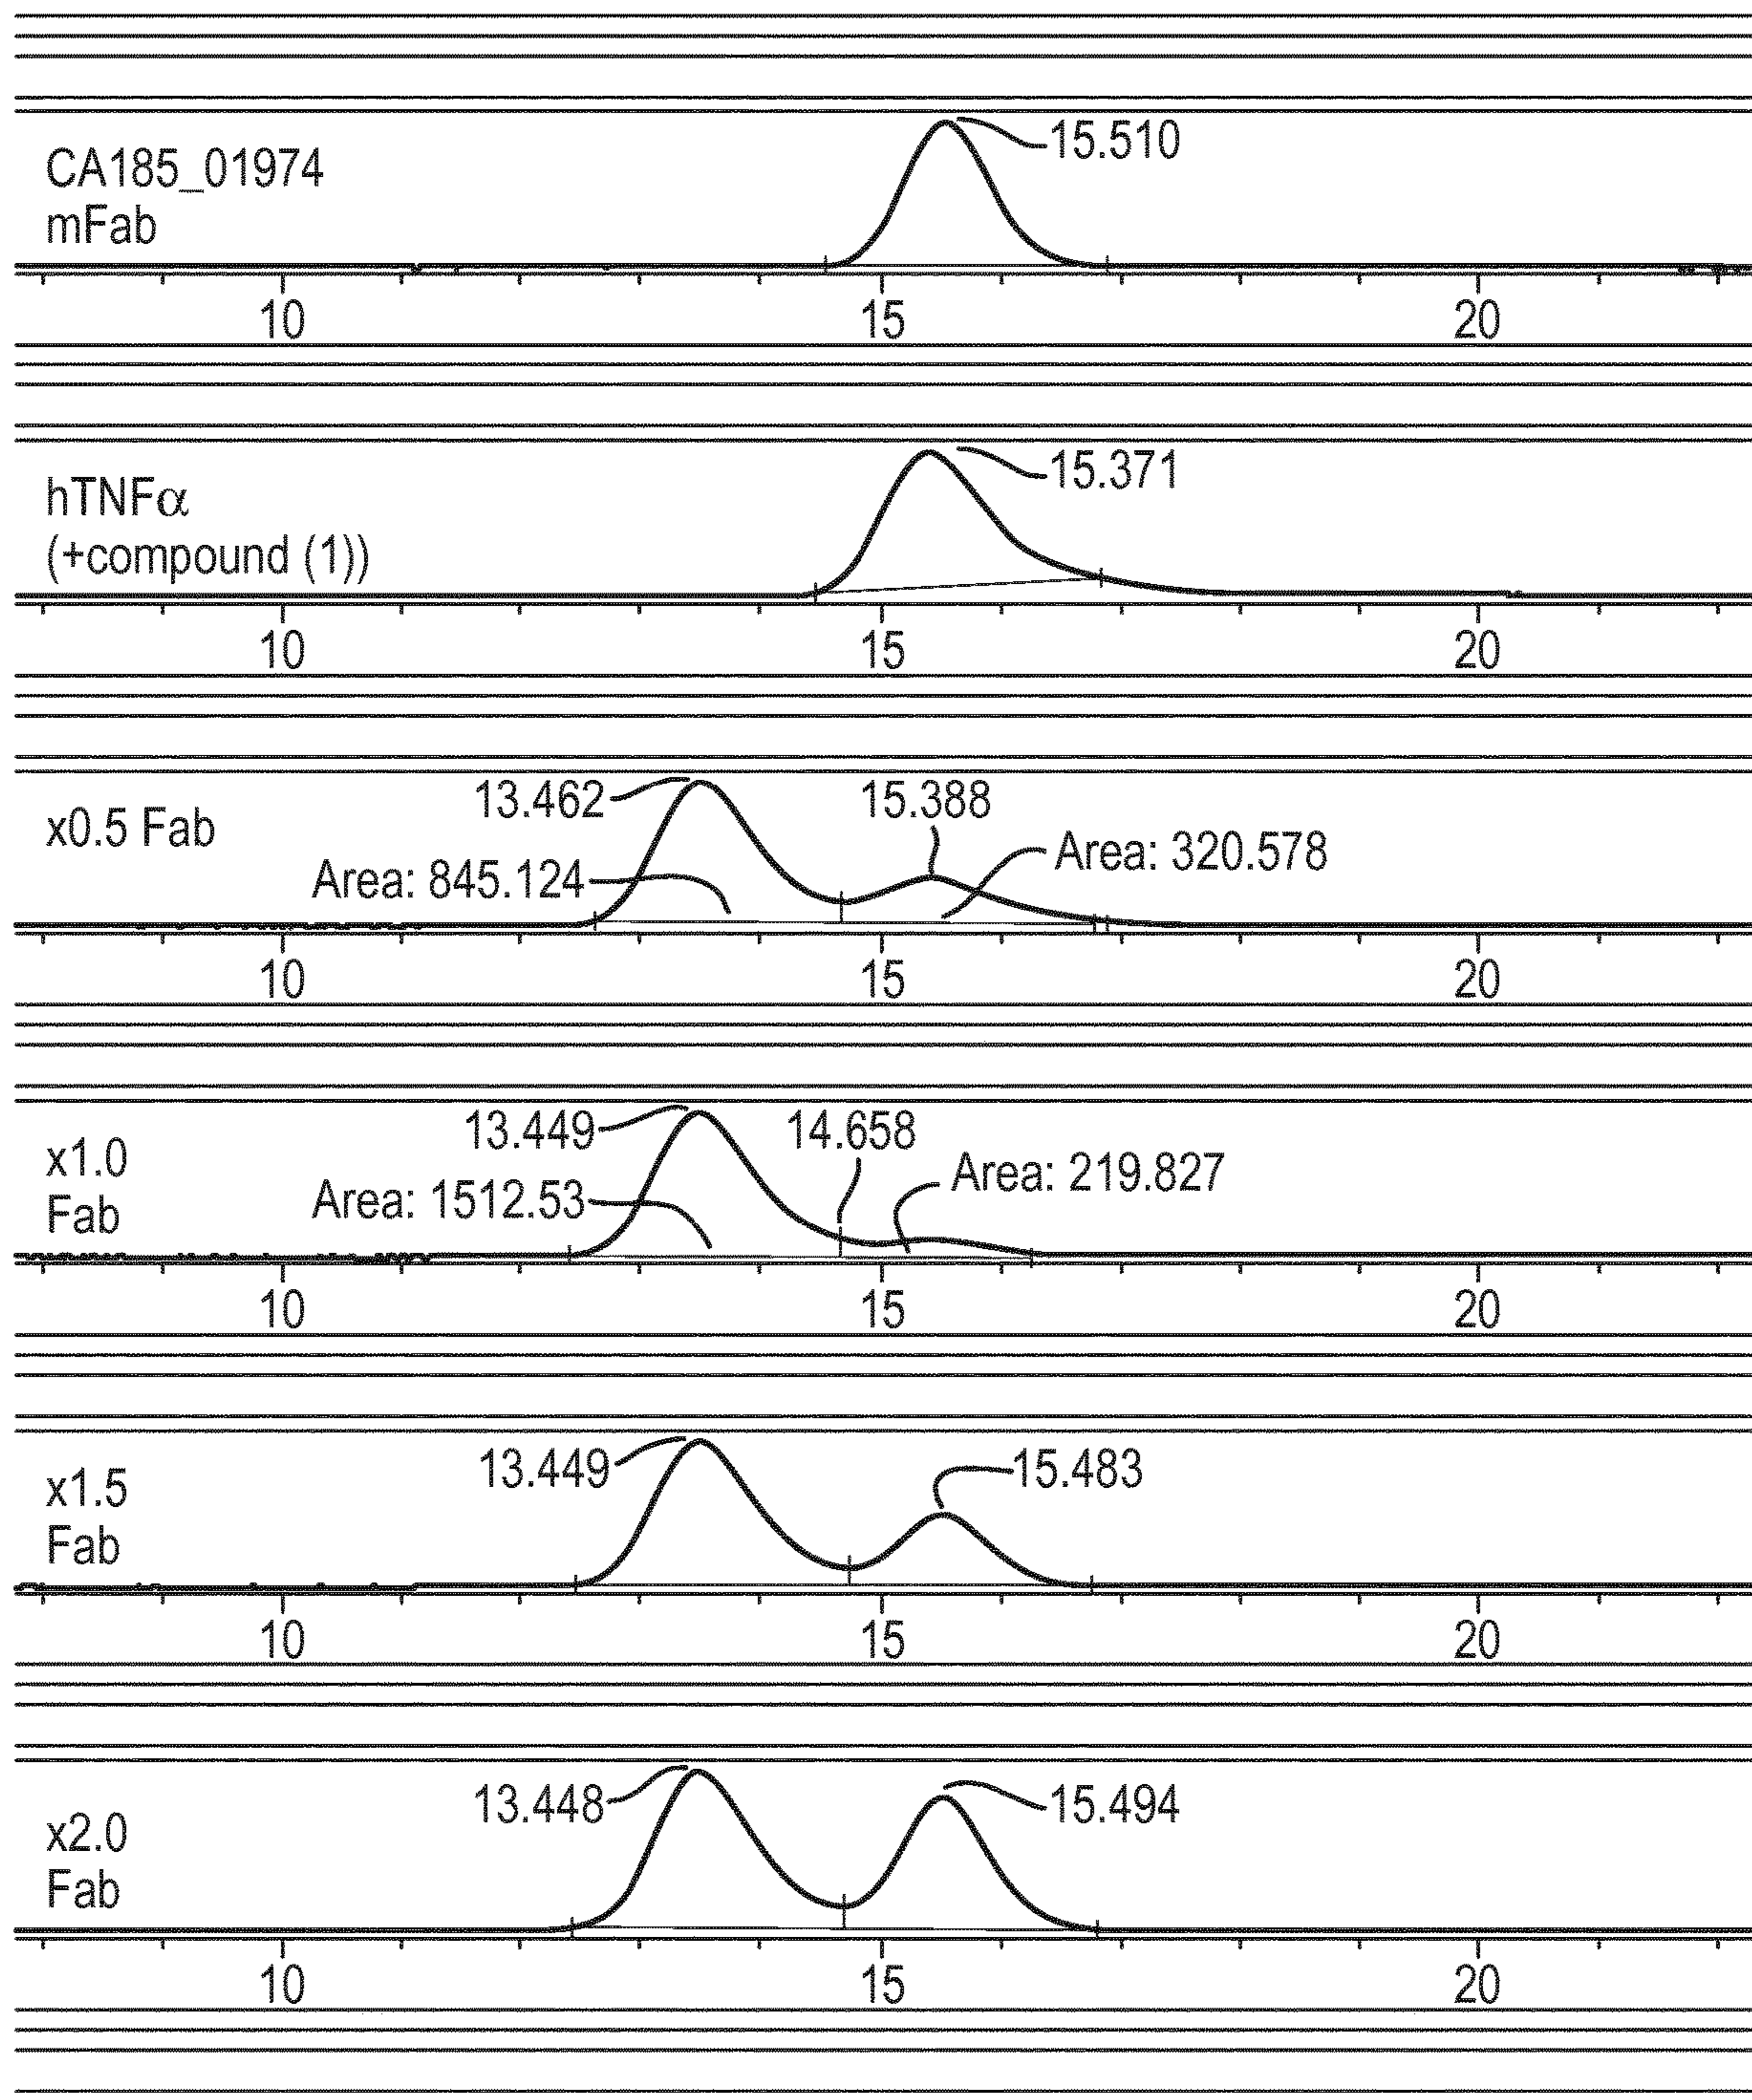 15.510
CA185_01974
mFab
10 15 20
15.371
hTNFα
(+compound (1))
10 15 20
13.462 15.388
x0.5 Fab
Area: 845.124 Area: 320.578
10 15 20
13.449 14.658
x1.0
Fab
Area: 1512.53 Area: 219.827
10 15 20
13.449 15.483
x1.5
Fab
10 15 20
13.448 15.494
x2.0
Fab
10 15 20